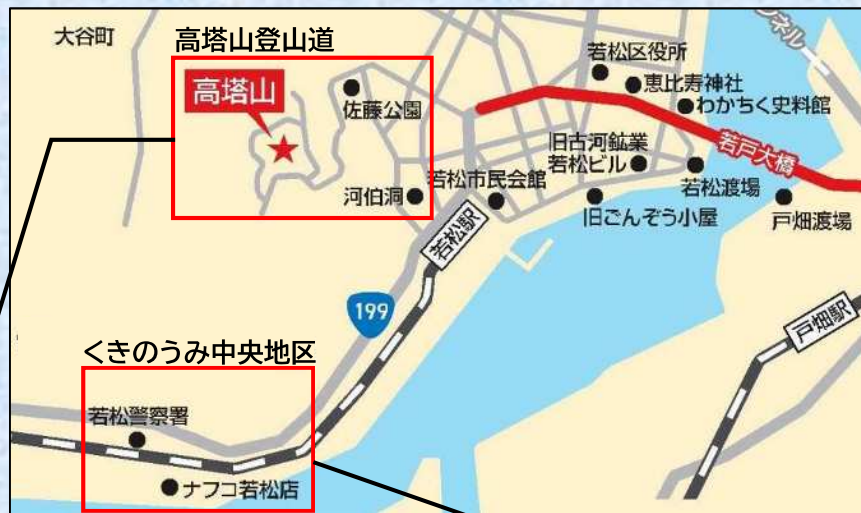 大谷町
高塔山登山道
高塔山
佐藤公園
河伯洞
若松区役所
恵比寿神社
わかちく史料館
旧古河鉱業
若松ビル
若松市民会館
若戸大橋
若松渡場
旧ごんぞう小屋
戸畑渡場
若松駅
199
戸畑駅
くきのうみ中央地区
若松警察署
ナフコ若松店